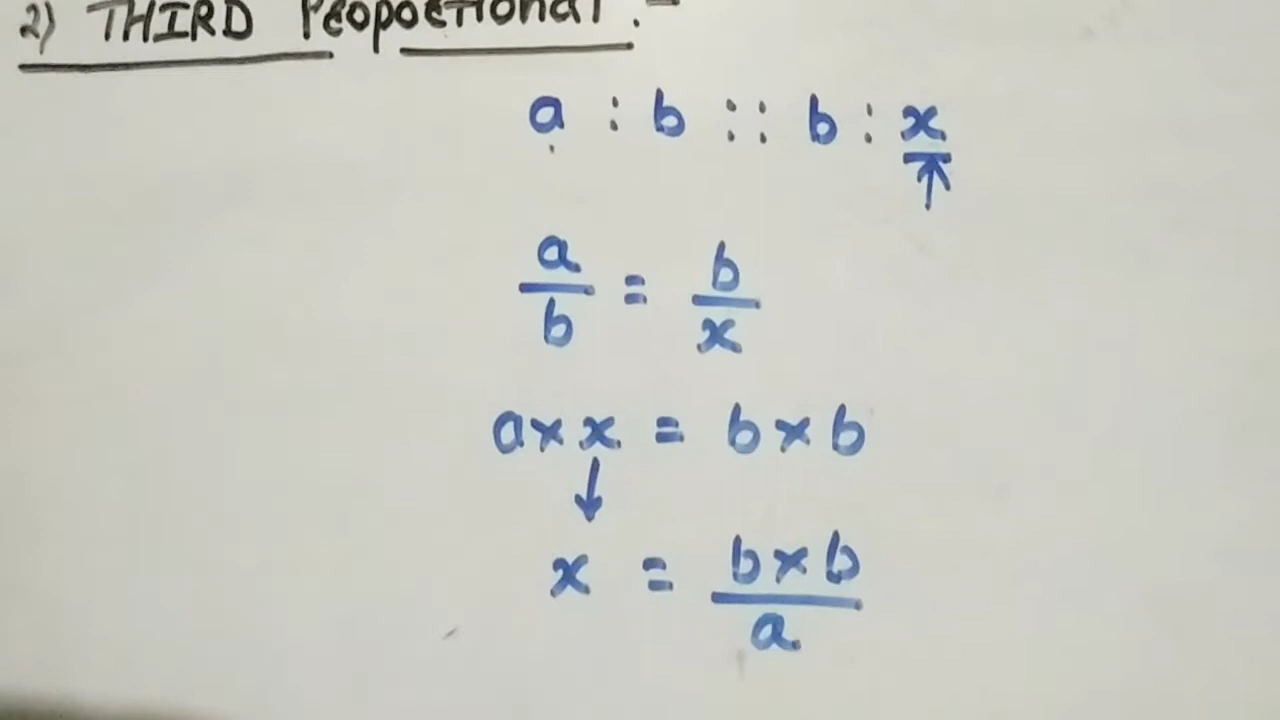 2) THIRD Proportional :-
a : b :: b : x
a/b = b/x
a × x = b × b
↓
x = b × b/a